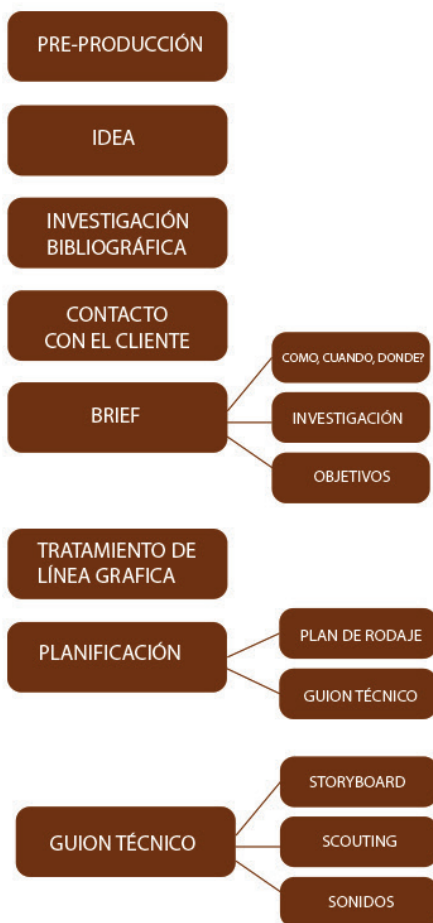 PRE-PRODUCCIÓN
IDEA
INVESTIGACIÓN
BIBLIOGRÁFICA
CONTACTO
CON EL CLIENTE
BRIEF
COMO, CUANDO, DONDE?
INVESTIGACIÓN
OBJETIVOS
TRATAMIENTO DE
LÍNEA GRAFICA
PLANIFICACIÓN
PLAN DE RODAJE
GUION TÉCNICO
GUION TÉCNICO
STORYBOARD
SCOUTING
SONIDOS